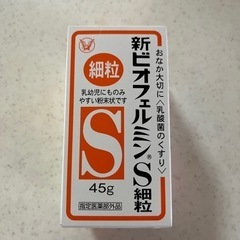 おなか大切に〈乳酸菌のくすり〉
新ビオフェルミン®S細粒
細粒
乳幼児にものみ
やすい粉末状です
S
45g
指定医薬部外品